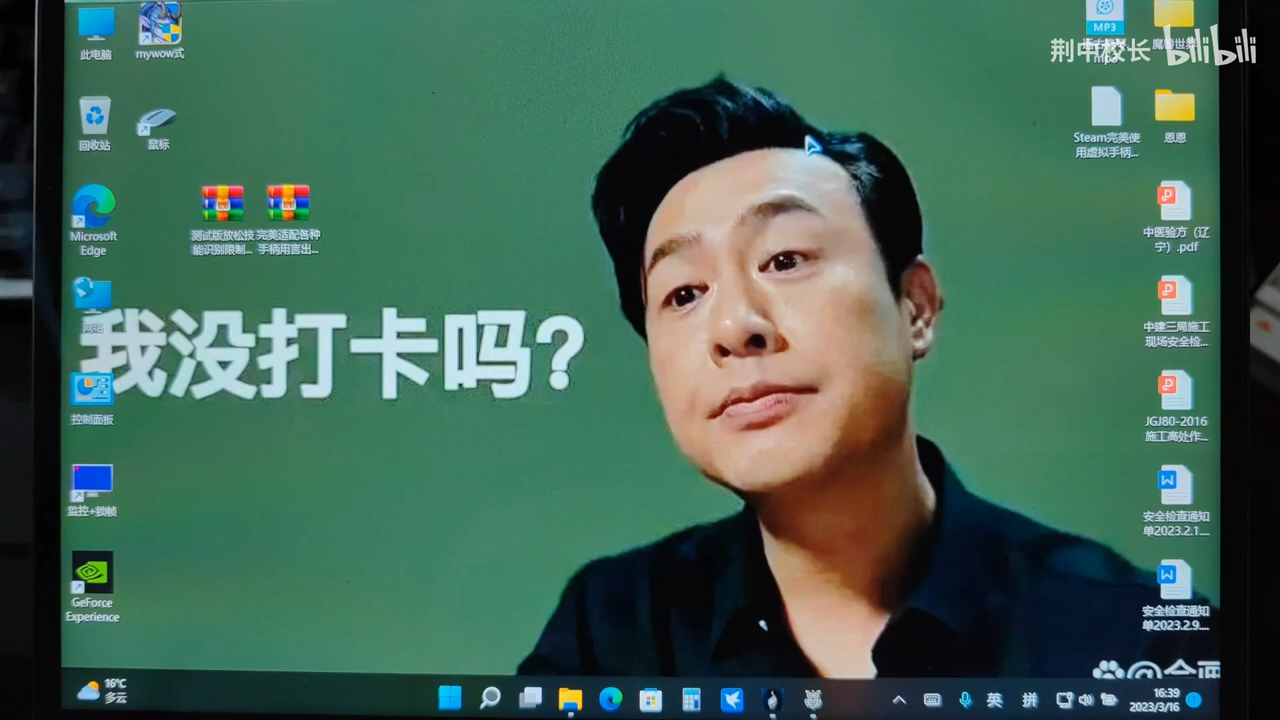 此电脑
mywow式
MP3
荆中校长 bilibili
回收站
鼠标
Steam完美使
用虚拟手柄...
恩恩
Microsoft
Edge
测试版放松技
能识别限制...
完美适配各种
手柄用言出...
中医验方（辽
宁）.pdf
网络
我没打卡吗?
中建三局施工
现场安全检...
控制面板
JGJ80-2016
施工高处作...
监控+锁帧
安全检查通知
单2023.2.1....
GeForce
Experience
安全检查通知
单2023.2.9....
16℃
多云
英
拼
16:39
2023/3/16